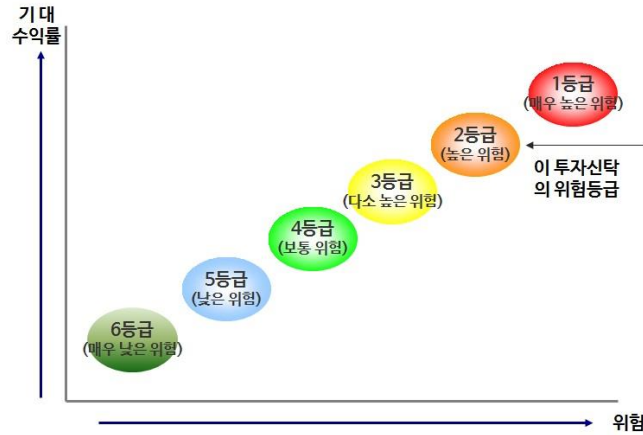 기대
수익률
1등급
(매우 높은 위험)
2등급
(높은 위험)
이 투자신탁
의 위험등급
3등급
(다소 높은 위험)
4등급
(보통 위험)
5등급
(낮은 위험)
6등급
(매우 낮은 위험)
위험